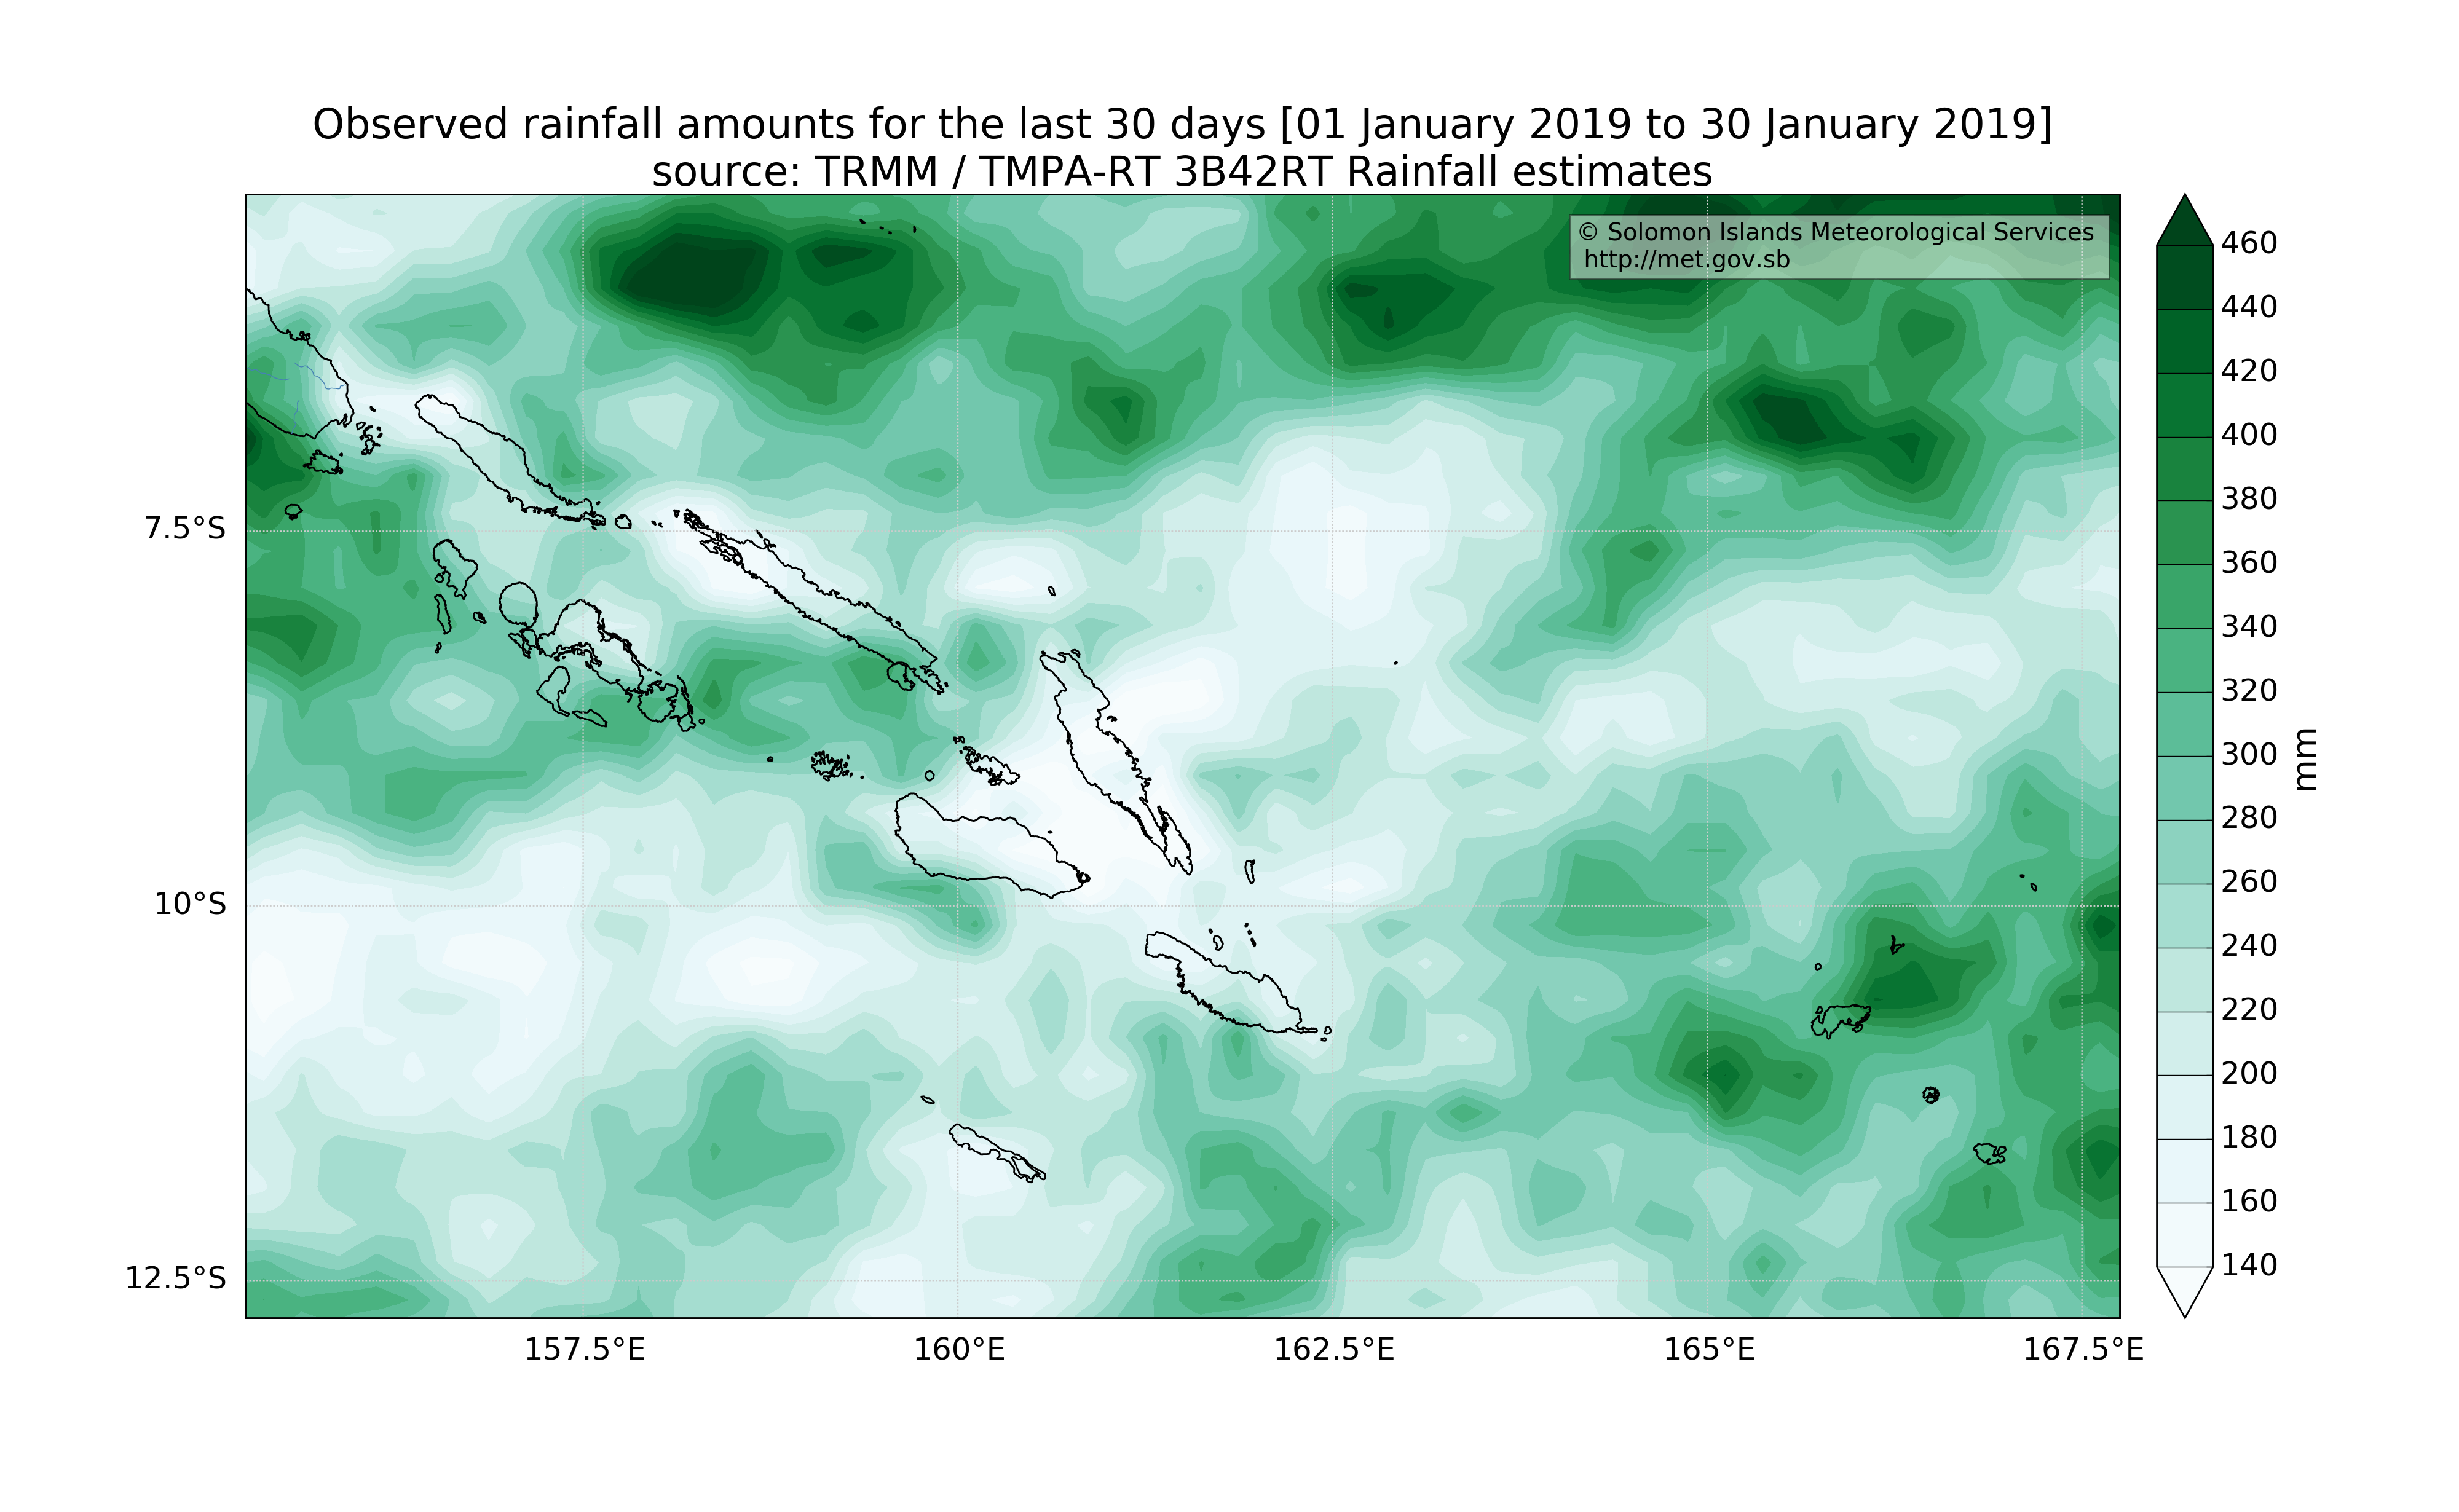 Observed rainfall amounts for the last 30 days [01 January 2019 to 30 January 2019]
source: TRMM / TMPA-RT 3B42RT Rainfall estimates
© Solomon Islands Meteorological Services
http://met.gov.sb
7.5°S
10°S
12.5°S
157.5°E
160°E
162.5°E
165°E
167.5°E
460
440
420
400
380
360
340
320
300
280
260
240
220
200
180
160
140
mm